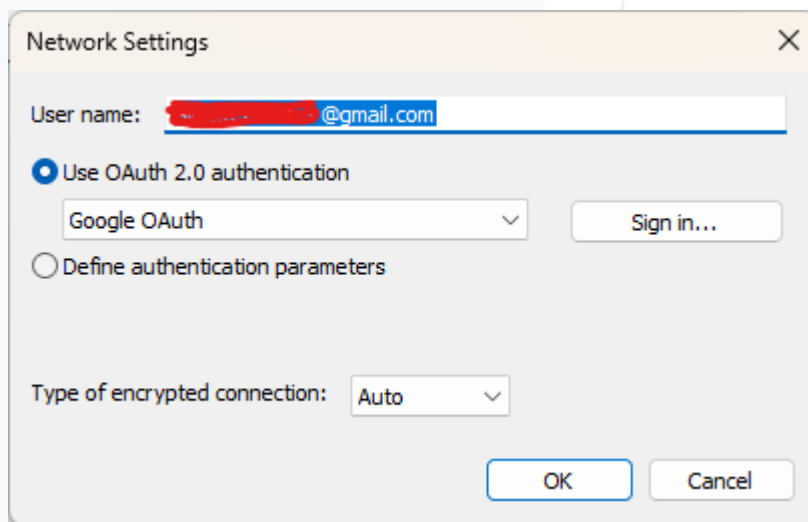 Network Settings
User name: @gmail.com
Use OAuth 2.0 authentication
Google OAuth Sign in...
Define authentication parameters
Type of encrypted connection: Auto
OK Cancel